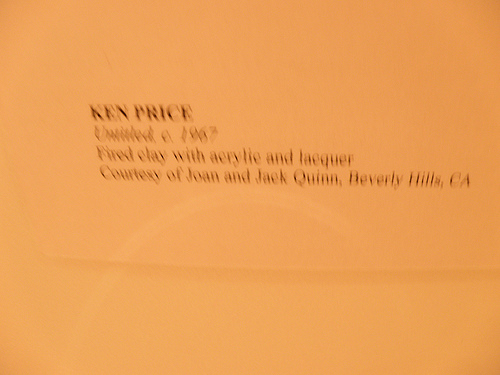 KEN PRICE
Untitled, c. 1967
Fired clay with acrylic and lacquer
Courtesy of Joan and Jack Quinn, Beverly Hills, CA